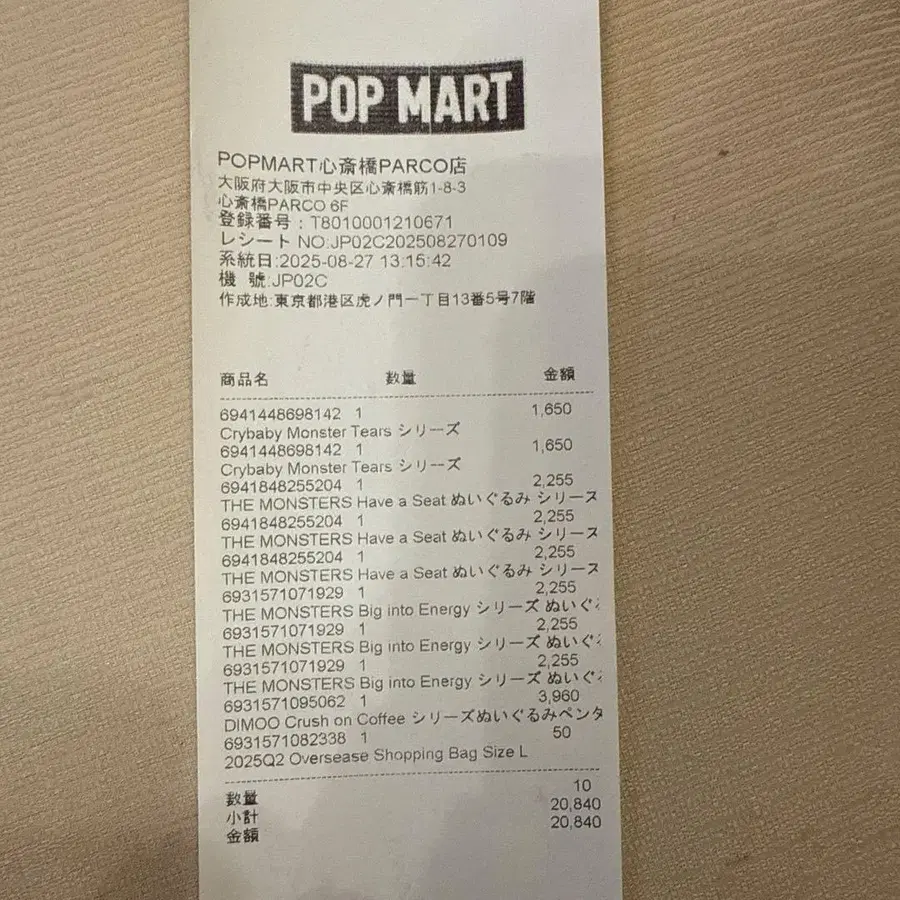 POP MART
POPMART心斎橋PARCO店
大阪府大阪市中央区心斎橋筋1-8-3
心斎橋PARCO 6F
登録番号：T8010001210671
レシート NO:JP02C202508270109
系統日:2025-08-27 13:15:42
機 號:JP02C
作成地:東京都港区虎ノ門一丁目13番5号7階
商品名 数量 金額
6941448698142 1 1,650
Crybaby Monster Tears シリーズ
6941448698142 1 1,650
Crybaby Monster Tears シリーズ
6941848255204 1 2,255
THE MONSTERS Have a Seat ぬいぐるみ シリーズ
6941848255204 1 2,255
THE MONSTERS Have a Seat ぬいぐるみ シリーズ
6941848255204 1 2,255
THE MONSTERS Have a Seat ぬいぐるみ シリーズ
6931571071929 1 2,255
THE MONSTERS Big into Energy シリーズ ぬいぐ
6931571071929 1 2,255
THE MONSTERS Big into Energy シリーズ ぬいぐ
6931571071929 1 2,255
THE MONSTERS Big into Energy シリーズ ぬいぐ
6931571095062 1 3,960
DIMOO Crush on Coffee シリーズぬいぐるみペンタ
6931571082338 1 50
2025Q2 Oversease Shopping Bag Size L
数量 10
小計 20,840
金額 20,840